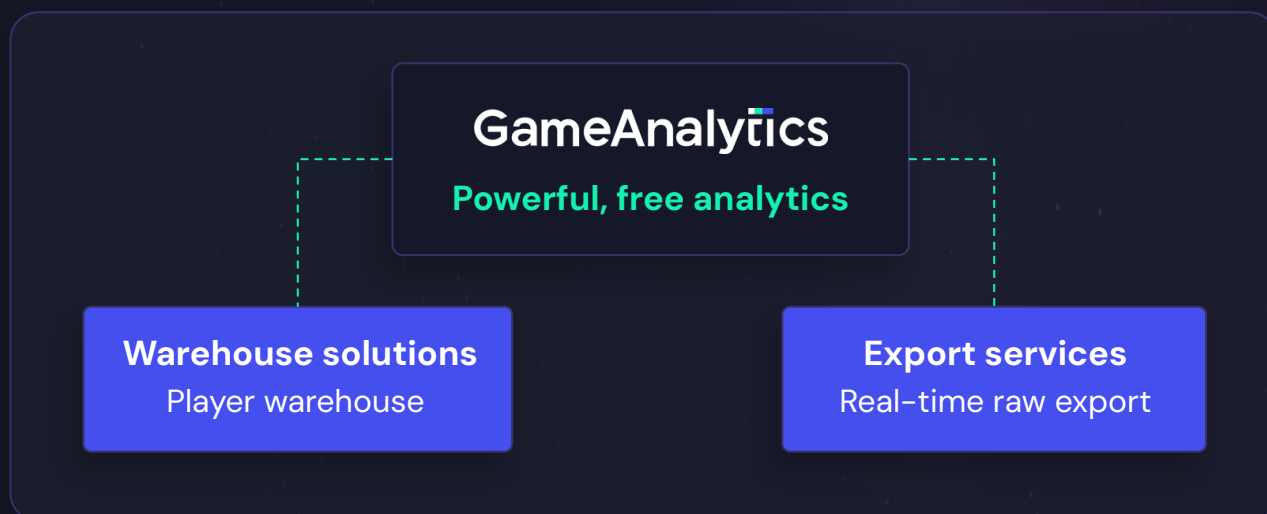 GameAnalytics
Powerful, free analytics
Warehouse solutions
Player warehouse
Export services
Real-time raw export